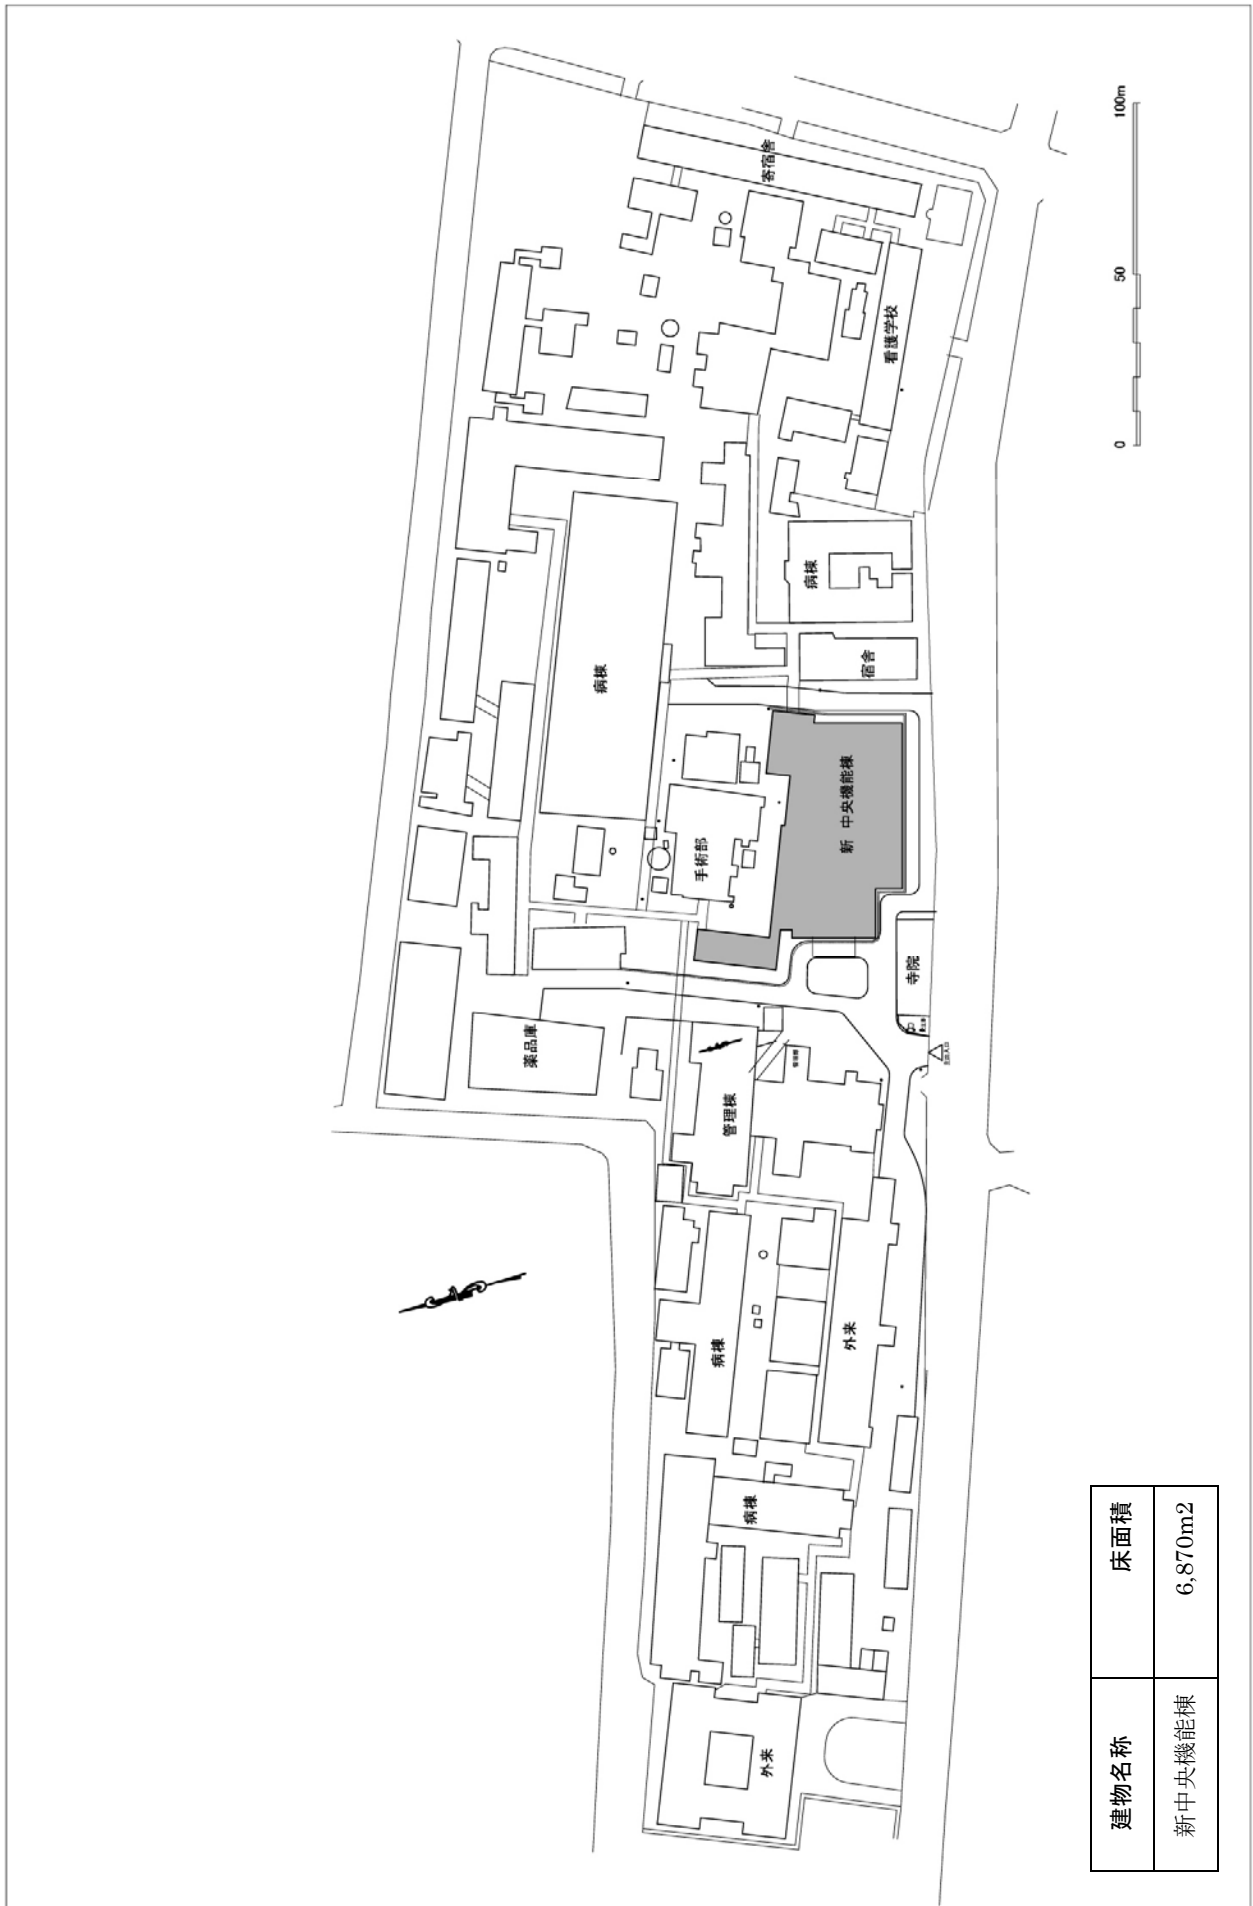 薬品庫
病棟
手術部
病棟
管理棟
病棟
外来
寄宿舎
病棟
外来
新 中央機能棟
宿舎
看護学校
寺院
0 50 100m
建物名称 床面積
新中央機能棟 6,870m2